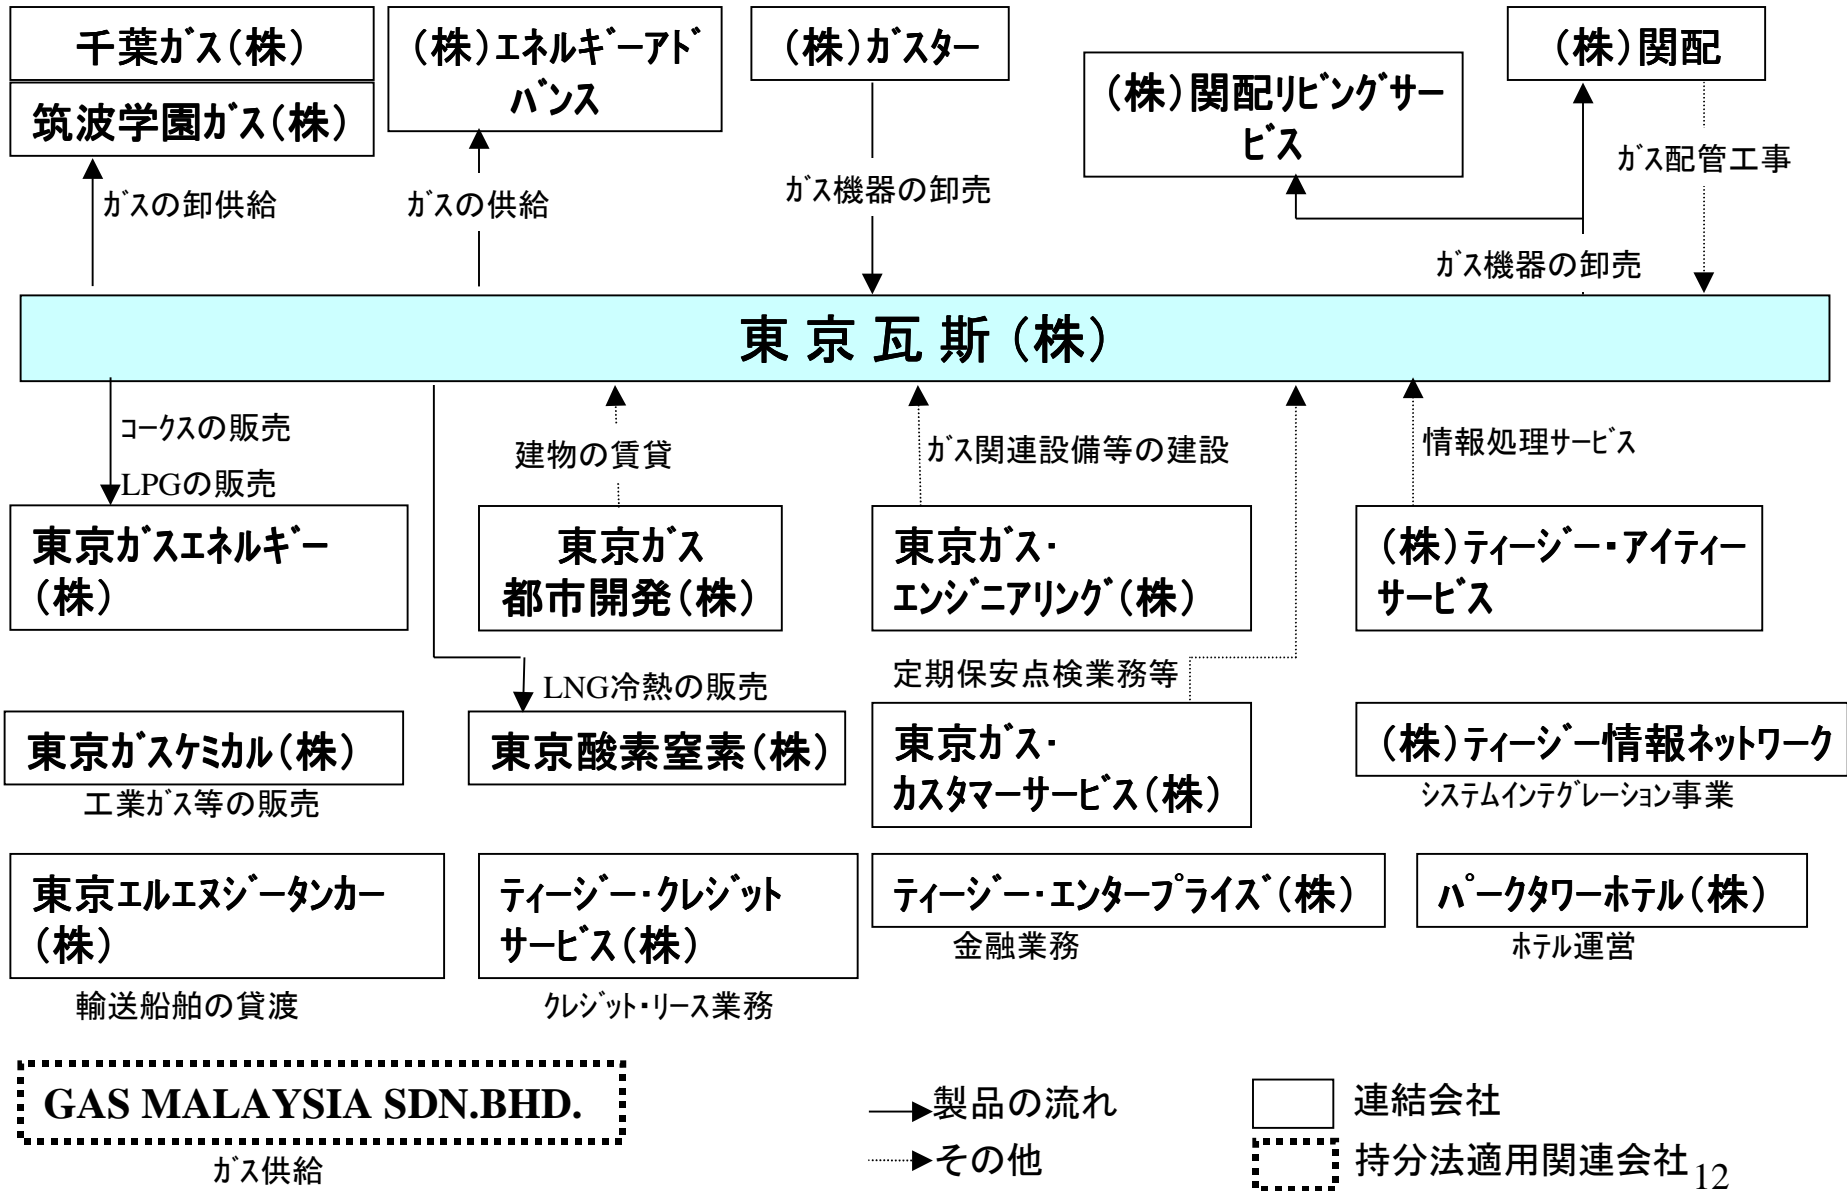 千葉ｶﾞｽ(株)
筑波学園ｶﾞｽ(株)
(株)ｴﾈﾙｷﾞｰｱﾄﾞ
ﾊﾞﾝｽ
(株)ｶﾞｽﾀｰ
(株)関配ﾘﾋﾞﾝｸﾞｻｰ
ﾋﾞｽ
(株)関配
ｶﾞｽの卸供給
ｶﾞｽの供給
ｶﾞｽ機器の卸売
ｶﾞｽ配管工事
ｶﾞｽ機器の卸売
東京瓦斯(株)
ｺｰｸｽの販売
LPGの販売
建物の賃貸
ｶﾞｽ関連設備等の建設
情報処理ｻｰﾋﾞｽ
東京ｶﾞｽｴﾈﾙｷﾞｰ
(株)
東京ｶﾞｽ
都市開発(株)
東京ｶﾞｽ・
ｴﾝｼﾞﾆｱﾘﾝｸﾞ(株)
(株)ﾃｨｰｼﾞｰ・ｱｲﾃｨｰ
ｻｰﾋﾞｽ
LNG冷熱の販売
定期保安点検業務等
東京ｶﾞｽｹﾐｶﾙ(株)
工業ｶﾞｽ等の販売
東京酸素窒素(株)
東京ｶﾞｽ・
ｶｽﾀﾏｰｻｰﾋﾞｽ(株)
(株)ﾃｨｰｼﾞｰ情報ﾈｯﾄﾜｰｸ
ｼｽﾃﾑｲﾝﾃｸﾞﾚｰｼｮﾝ事業
東京ｴﾙｴﾇｼﾞｰﾀﾝｶｰ
(株)
輸送船舶の貸渡
ﾃｨｰｼﾞｰ・ｸﾚｼﾞｯﾄ
ｻｰﾋﾞｽ(株)
ｸﾚｼﾞｯﾄ・ﾘｰｽ業務
ﾃｨｰｼﾞｰ・ｴﾝﾀｰﾌﾟﾗｲｽﾞ(株)
金融業務
ﾊﾟｰｸﾀﾜｰﾎﾃﾙ(株)
ﾎﾃﾙ運営
GAS MALAYSIA SDN.BHD.
ｶﾞｽ供給
製品の流れ
その他
連結会社
持分法適用関連会社
12